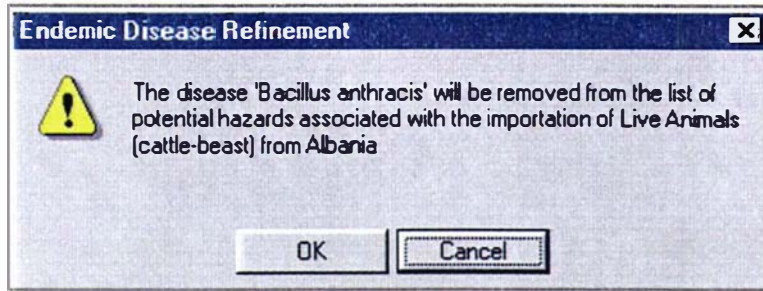 Endemic Disease Refinement
The disease 'Bacillus anthracis' will be removed from the list of
potential hazards associated with the importation of Live Animals
(cattle-beast) from Albania
OK Cancel